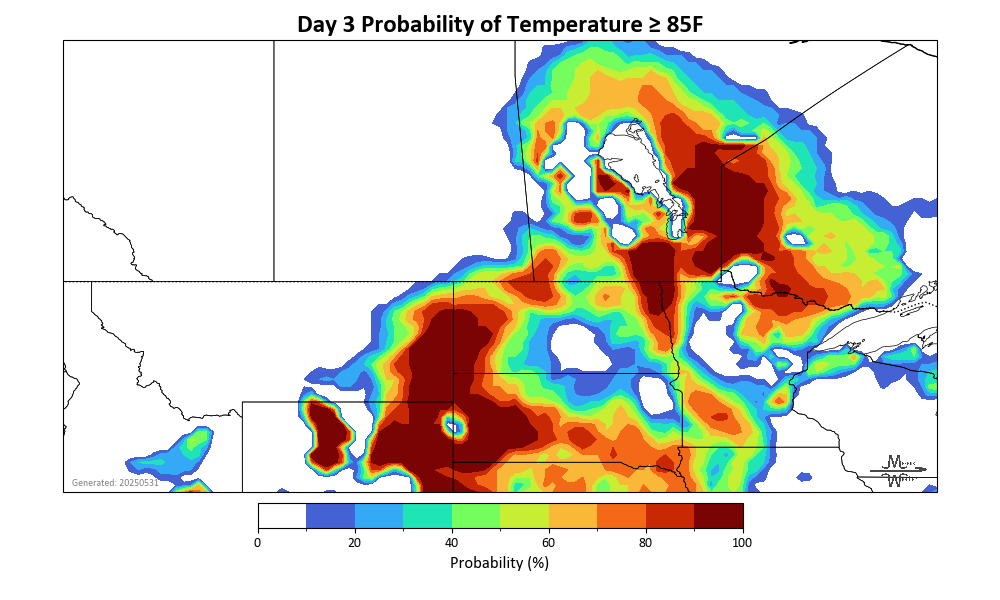 Day 3 Probability of Temperature ≥ 85F
Generated: 20250531
0 20 40 60 80 100
Probability (%)